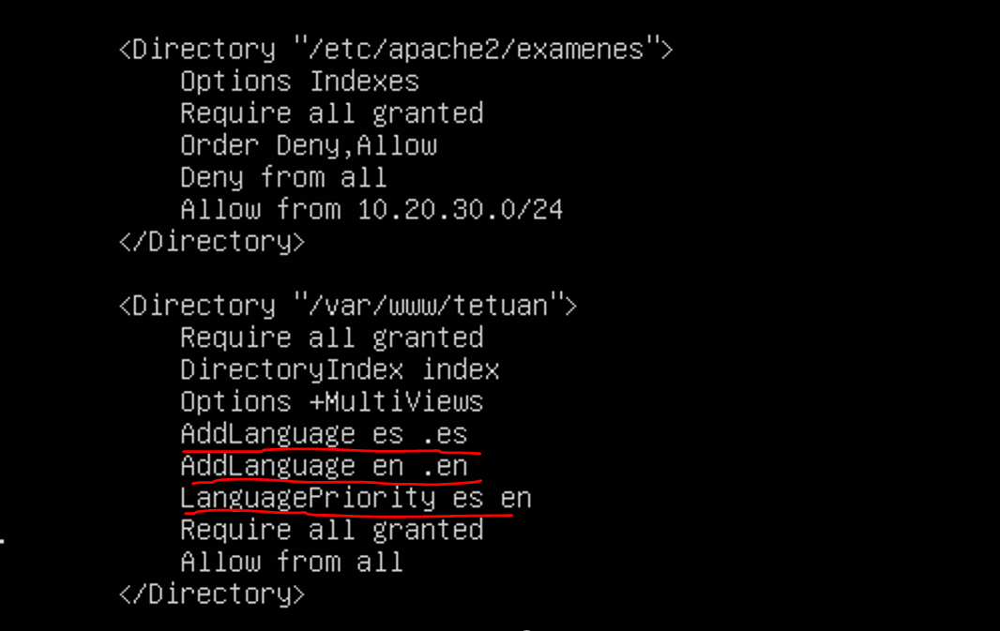 <Directory "/etc/apache2/examenes">
Options Indexes
Require all granted
Order Deny,Allow
Deny from all
Allow from 10.20.30.0/24
</Directory>
<Directory "/var/www/tetuan">
Require all granted
DirectoryIndex index
Options +MultiViews
AddLanguage es .es
AddLanguage en .en
LanguagePriority es en
Require all granted
Allow from all
</Directory>